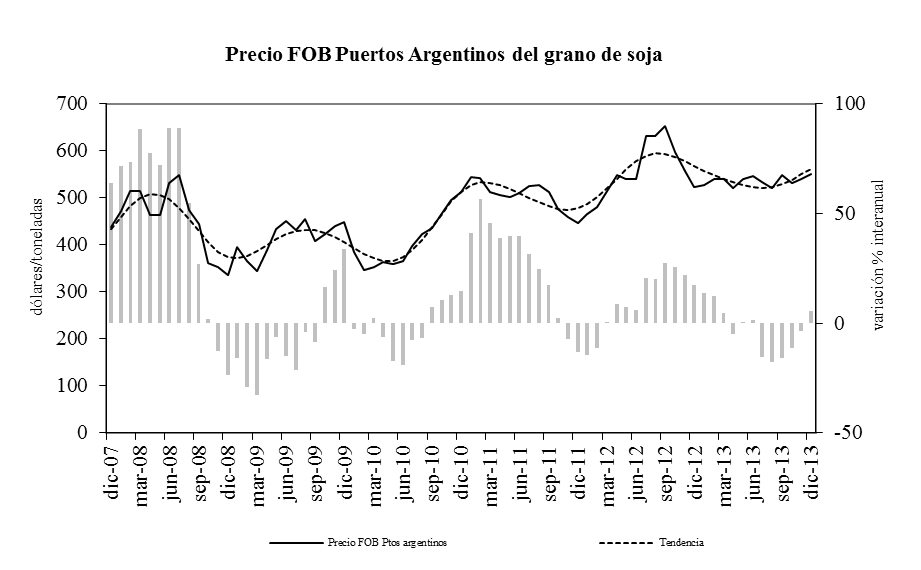 Precio FOB Puertos Argentinos del grano de soja
700
600
500
400
300
200
100
0
dólares/toneladas
100
50
0
-50
variación % interanual
dic-07
mar-08
jun-08
sep-08
dic-08
mar-09
jun-09
sep-09
dic-09
mar-10
jun-10
sep-10
dic-10
mar-11
jun-11
sep-11
dic-11
mar-12
jun-12
sep-12
dic-12
mar-13
jun-13
sep-13
dic-13
Precio FOB Ptos argentinos
Tendencia